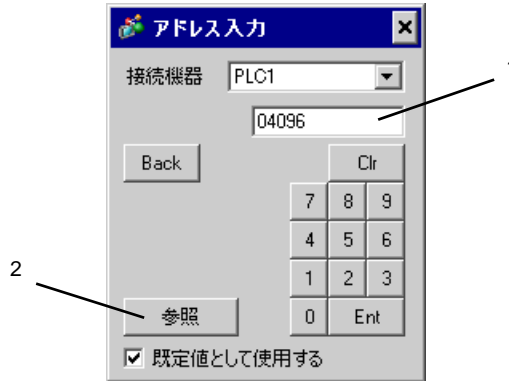 アドレス入力
接続機器 PLC1
04096
Back Clr
7 8 9
4 5 6
2
1 2 3
参照 0 Ent
既定値として使用する